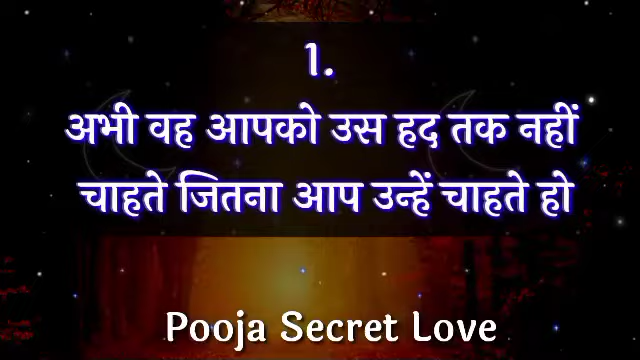 1.
अभी वह आपको उस हद तक नहीं
चाहते जितना आप उन्हें चाहते हो
Pooja Secret Love